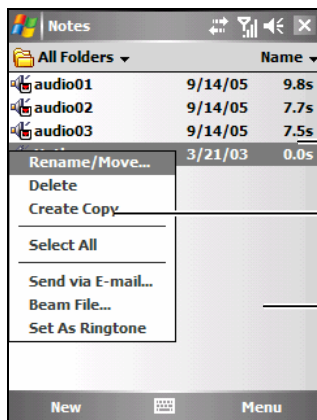 Notes
All Folders Name
audio01 9/14/05 9.8s
audio02 9/14/05 7.7s
audio03 9/14/05 7.5s
3/21/03 0.0s
Rename/Move...
Delete
Create Copy
Select All
Send via E-mail...
Beam File...
Set As Ringtone
New Menu